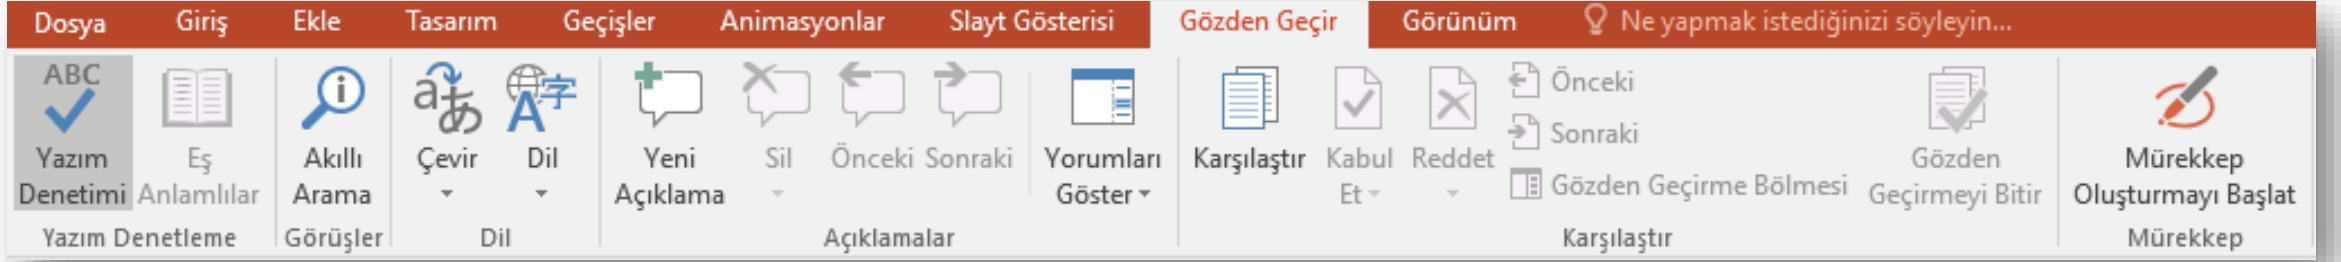 Dosya Giriş Ekle Tasarım Geçişler Animasyonlar Slayt Gösterisi Gözden Geçir Görünüm Ne yapmak istediğinizi söyleyin...
ABC
Yazım
Denetimi
Eş
Anlamlılar
Yazım Denetleme
Akıllı
Arama
Görüşler
Çevir
Dil
Dil
Yeni
Açıklama
Sil
Önceki
Sonraki
Yorumları
Göster
Açıklamalar
Karşılaştır
Kabul
Et
Reddet
Önceki
Sonraki
Gözden Geçirme Bölmesi
Gözden
Geçirmeyi Bitir
Karşılaştır
Mürekkep
Oluşturmayı Başlat
Mürekkep